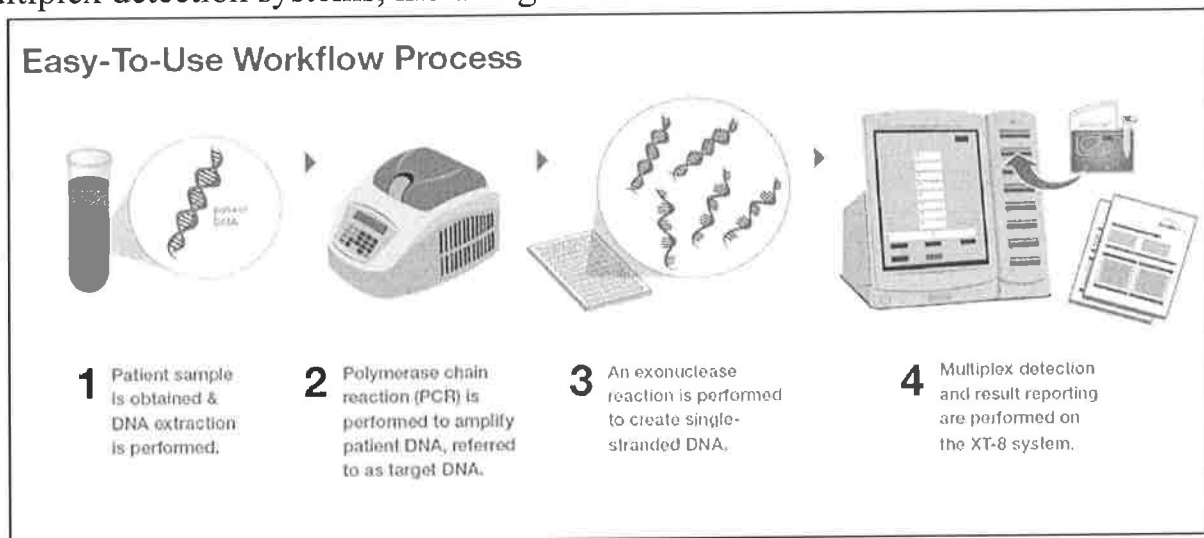 Easy-To-Use Workflow Process
DNA
1 Patient sample
is obtained &
DNA extraction
is performed.
2 Polymerase chain
reaction (PCR) is
performed to amplify
patient DNA, referred
to as target DNA.
3 An exonuclease
reaction is performed
to create single-
stranded DNA.
4 Multiplex detection
and result reporting
are performed on
the XT-8 system.